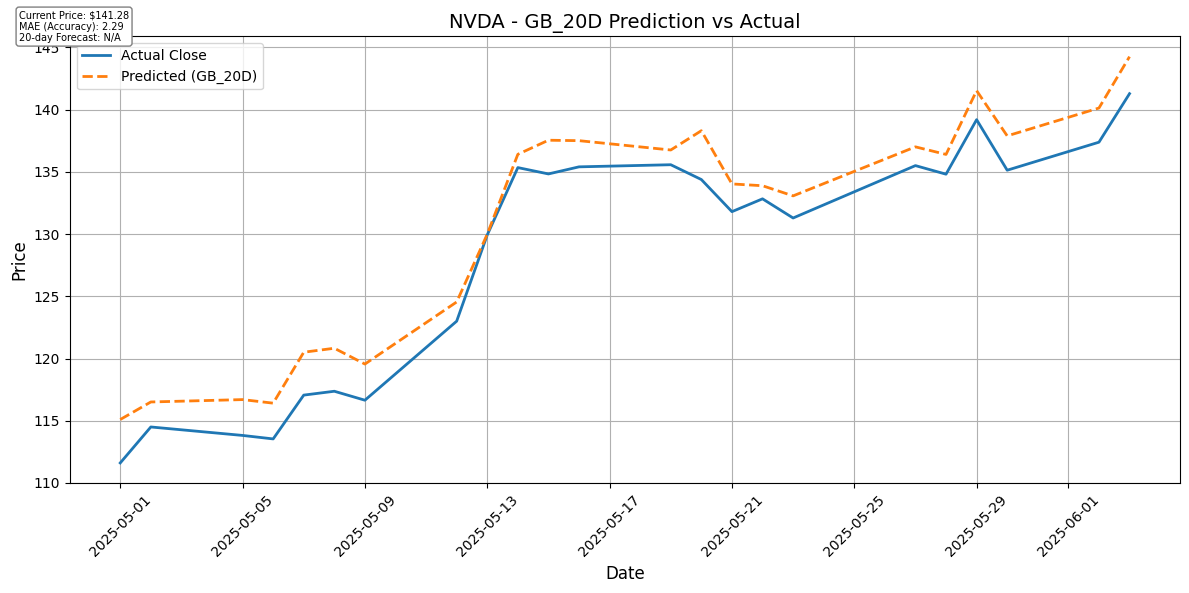 NVDA - GB_20D Prediction vs Actual
Current Price: $141.28
MAE (Accuracy): 2.29
20-day Forecast: N/A
Actual Close
Predicted (GB_20D)
Price
145
140
135
130
125
120
115
110
2025-05-01
2025-05-05
2025-05-09
2025-05-13
2025-05-17
2025-05-21
2025-05-25
2025-05-29
2025-06-01
Date